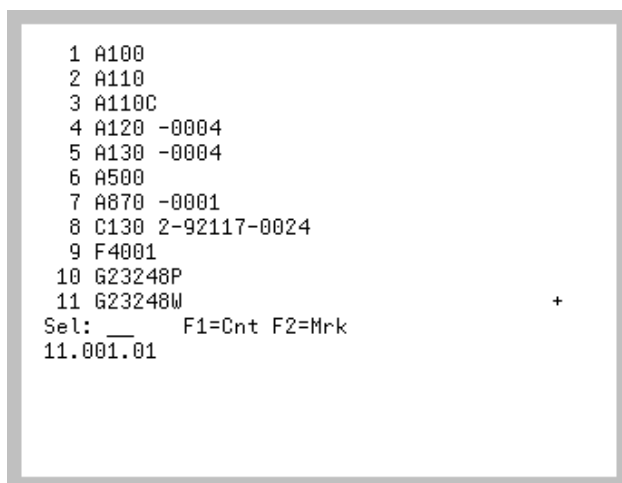 1 A100
2 A110
3 A110C
4 A120 -0004
5 A130 -0004
6 A500
7 A870 -0001
8 C130 2-92117-0024
9 F4001
10 G23248P
11 G23248W +
Sel: __ F1=Cnt F2=Mrk
11.001.01